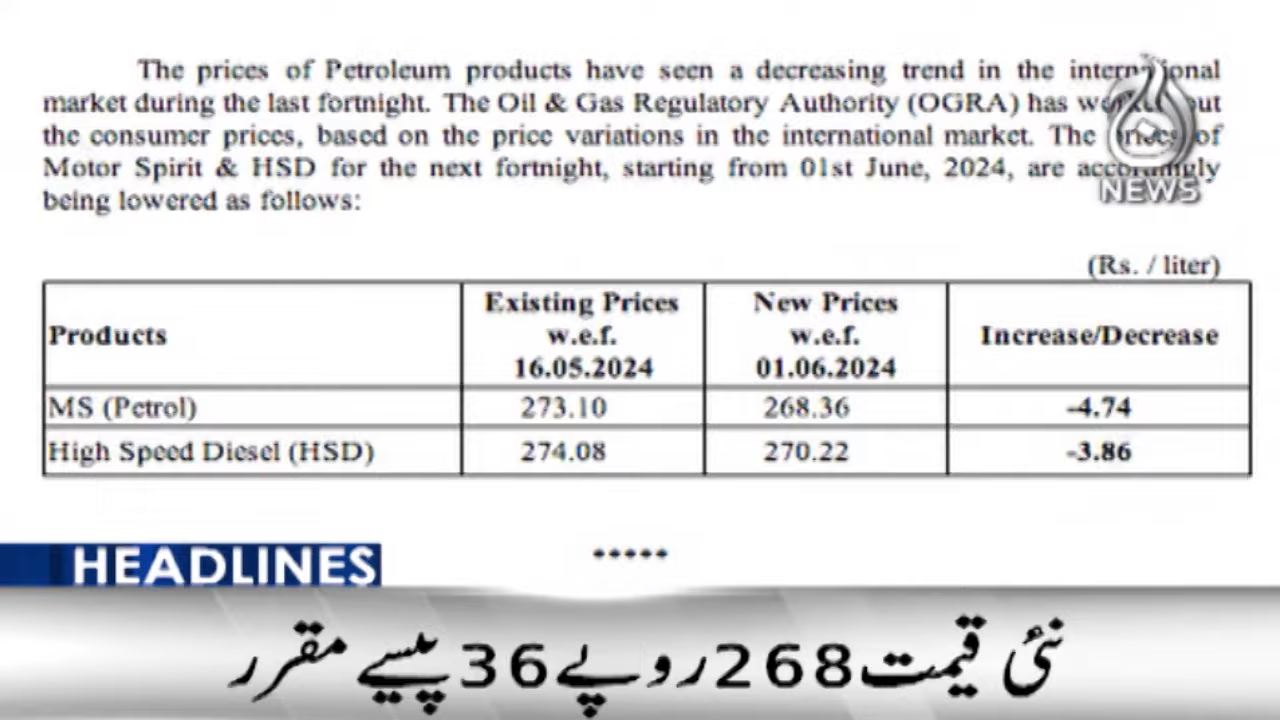 The prices of Petroleum products have seen a decreasing trend in the international
market during the last fortnight. The Oil & Gas Regulatory Authority (OGRA) has worked out
the consumer prices, based on the price variations in the international market. The prices of
Motor Spirit & HSD for the next fortnight, starting from 01st June, 2024, are accordingly
being lowered as follows:
NEWS
(Rs. / liter)
Products
Existing Prices
w.e.f.
16.05.2024
New Prices
w.e.f.
01.06.2024
Increase/Decrease
MS (Petrol) 273.10 268.36 -4.74
High Speed Diesel (HSD) 274.08 270.22 -3.86
*****
HEADLINES
نئی قیمت 268 روپے 36 پیسے مقرر